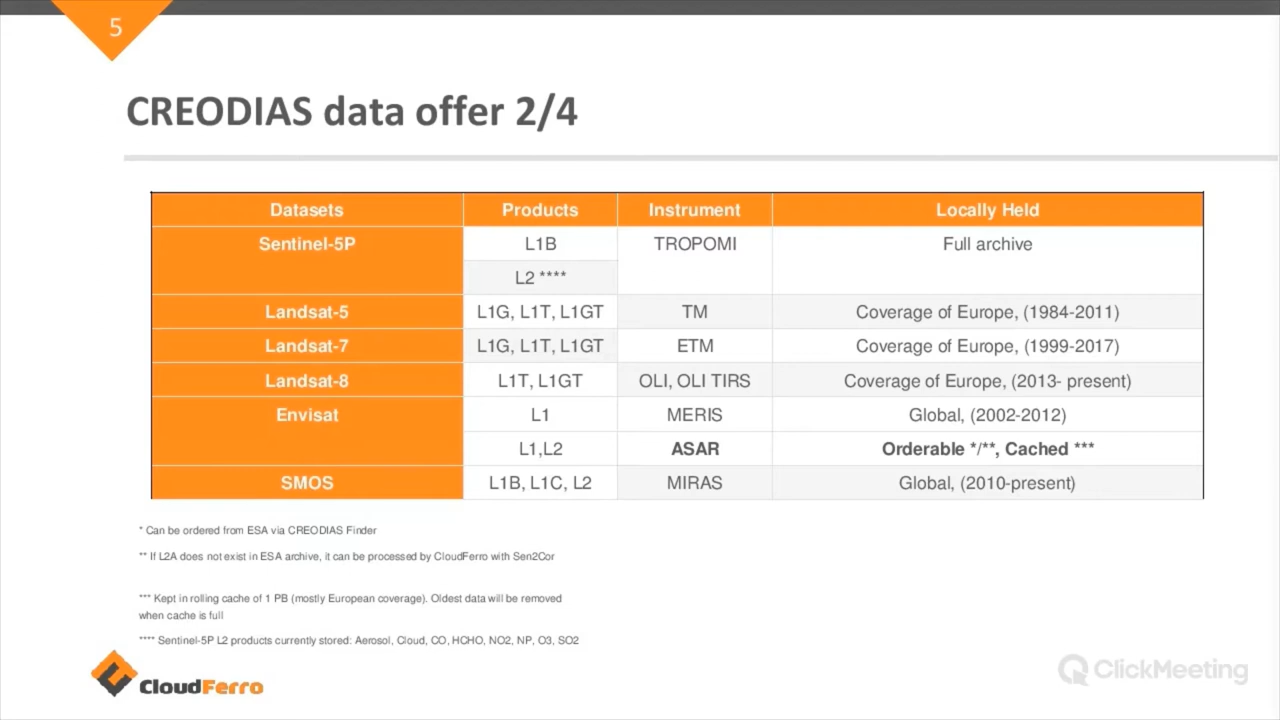 5
CREODIAS data offer 2/4
Datasets Products Instrument Locally Held
Sentinel-5P L1B TROPOMI Full archive
L2 ****
Landsat-5 L1G, L1T, L1GT TM Coverage of Europe, (1984-2011)
Landsat-7 L1G, L1T, L1GT ETM Coverage of Europe, (1999-2017)
Landsat-8 L1T, L1GT OLI, OLI TIRS Coverage of Europe, (2013- present)
Envisat L1 MERIS Global, (2002-2012)
L1,L2 ASAR Orderable */**, Cached ***
SMOS L1B, L1C, L2 MIRAS Global, (2010-present)
* Can be ordered from ESA via CREODIAS Finder
** If L2A does not exist in ESA archive, it can be processed by CloudFerro with Sen2Cor
*** Kept in rolling cache of 1 PB (mostly European coverage). Oldest data will be removed
when cache is full
**** Sentinel-5P L2 products currently stored: Aerosol, Cloud, CO, HCHO, NO2, NP, O3, SO2
CloudFerro
ClickMeeting